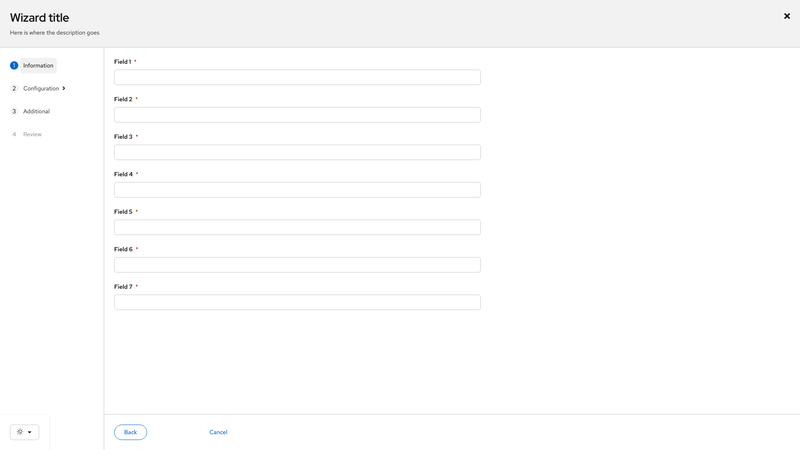 Wizard title
Here is where the description goes
1 Information
2 Configuration
3 Additional
4 Review
Field 1 *
Field 2 *
Field 3 *
Field 4 *
Field 5 *
Field 6 *
Field 7 *
Back
Cancel